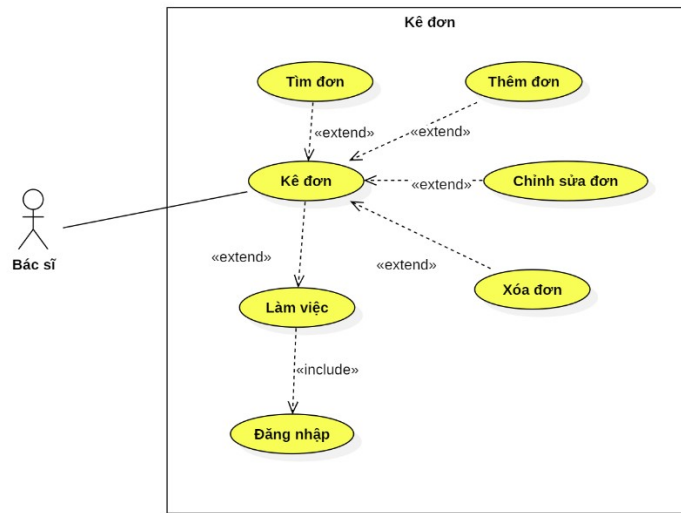 Kê đơn
Tìm đơn
Thêm đơn
«extend»
«extend»
Kê đơn
«extend»
Chỉnh sửa đơn
Bác sĩ
«extend»
«extend»
Xóa đơn
Làm việc
«include»
Đăng nhập